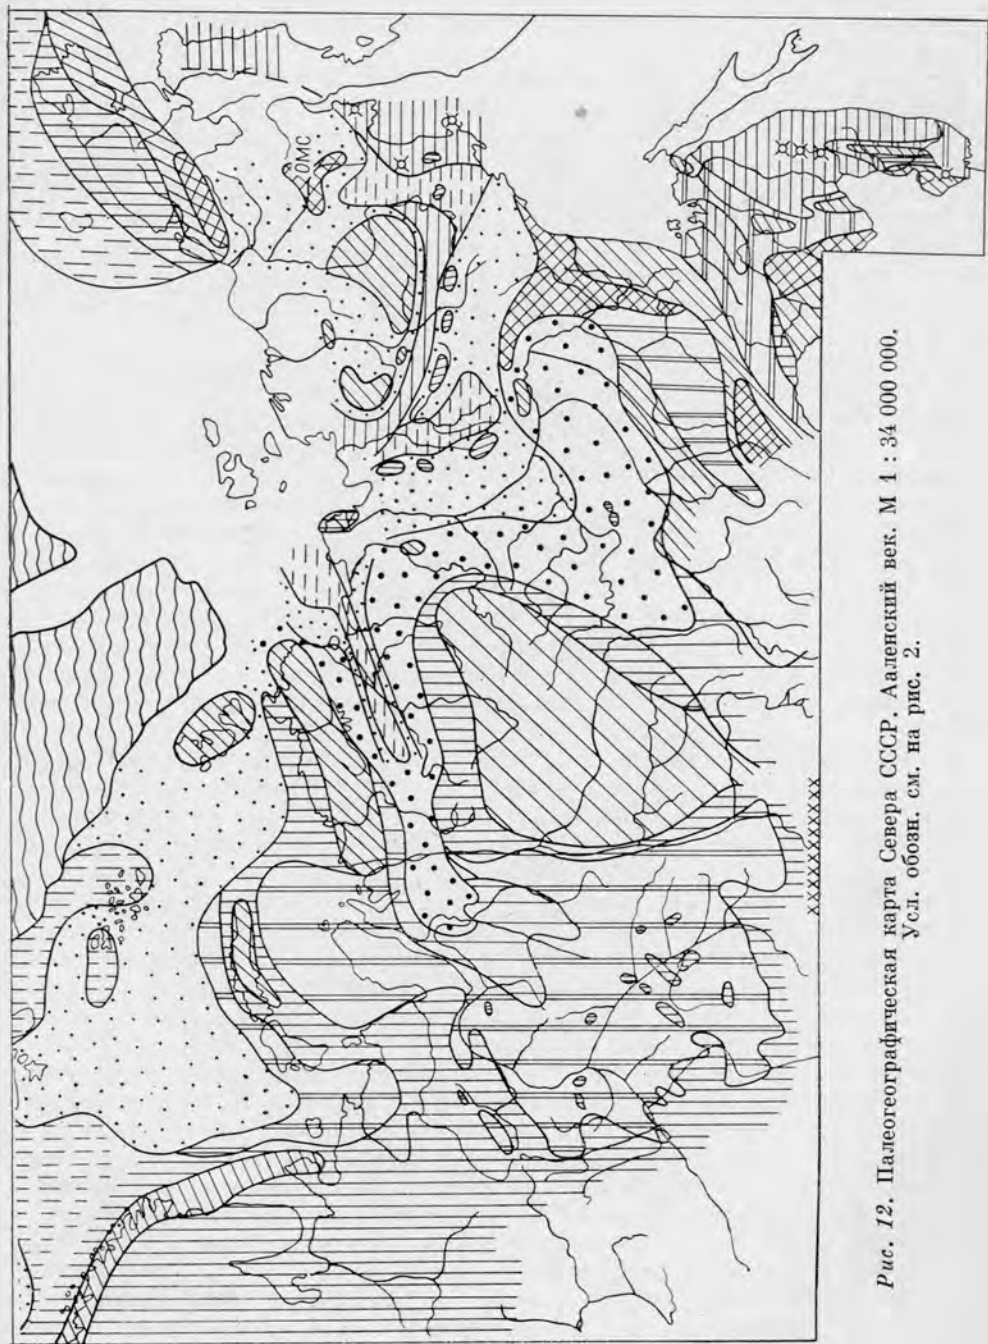 ОМС
Рис. 12. Палеогеографическая карта Севера СССР. Ааленский век. М 1 : 34 000 000.
Усл. обозн. см. на рис. 2.